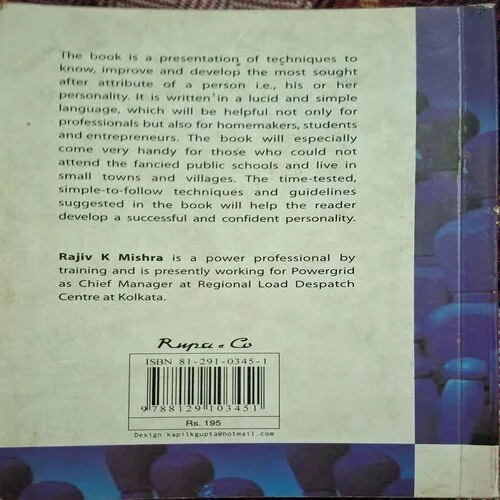 The book is a presentation of techniques to
know, improve and develop the most sought
after attribute of a person i.e., his or her
personality. It is written in a lucid and simple
language, which will be helpful not only for
professionals but also for homemakers, students
and entrepreneurs. The book will especially
come very handy for those who could not
attend the fancied public schools and live in
small towns and villages. The time-tested,
simple-to-follow techniques and guidelines
suggested in the book will help the reader
develop a successful and confident personality.
Rajiv K Mishra is a power professional by
training and is presently working for Powergrid
as Chief Manager at Regional Load Despatch
Centre at Kolkata.
Rupa & Co
ISBN 81-291-0345-1
9 788129 103451
Rs. 195
Design:kapilkgupta@hotmail.com